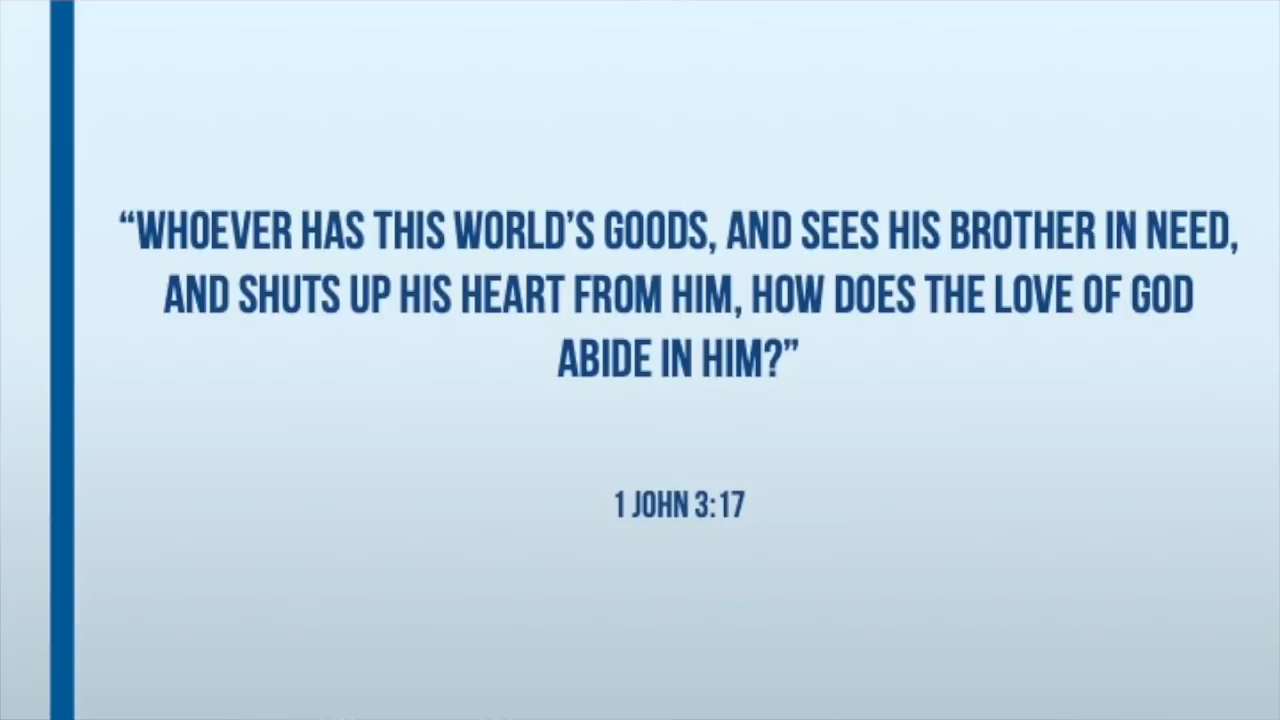 “WHOEVER HAS THIS WORLD’S GOODS, AND SEES HIS BROTHER IN NEED,
AND SHUTS UP HIS HEART FROM HIM, HOW DOES THE LOVE OF GOD
ABIDE IN HIM?”
1 JOHN 3:17